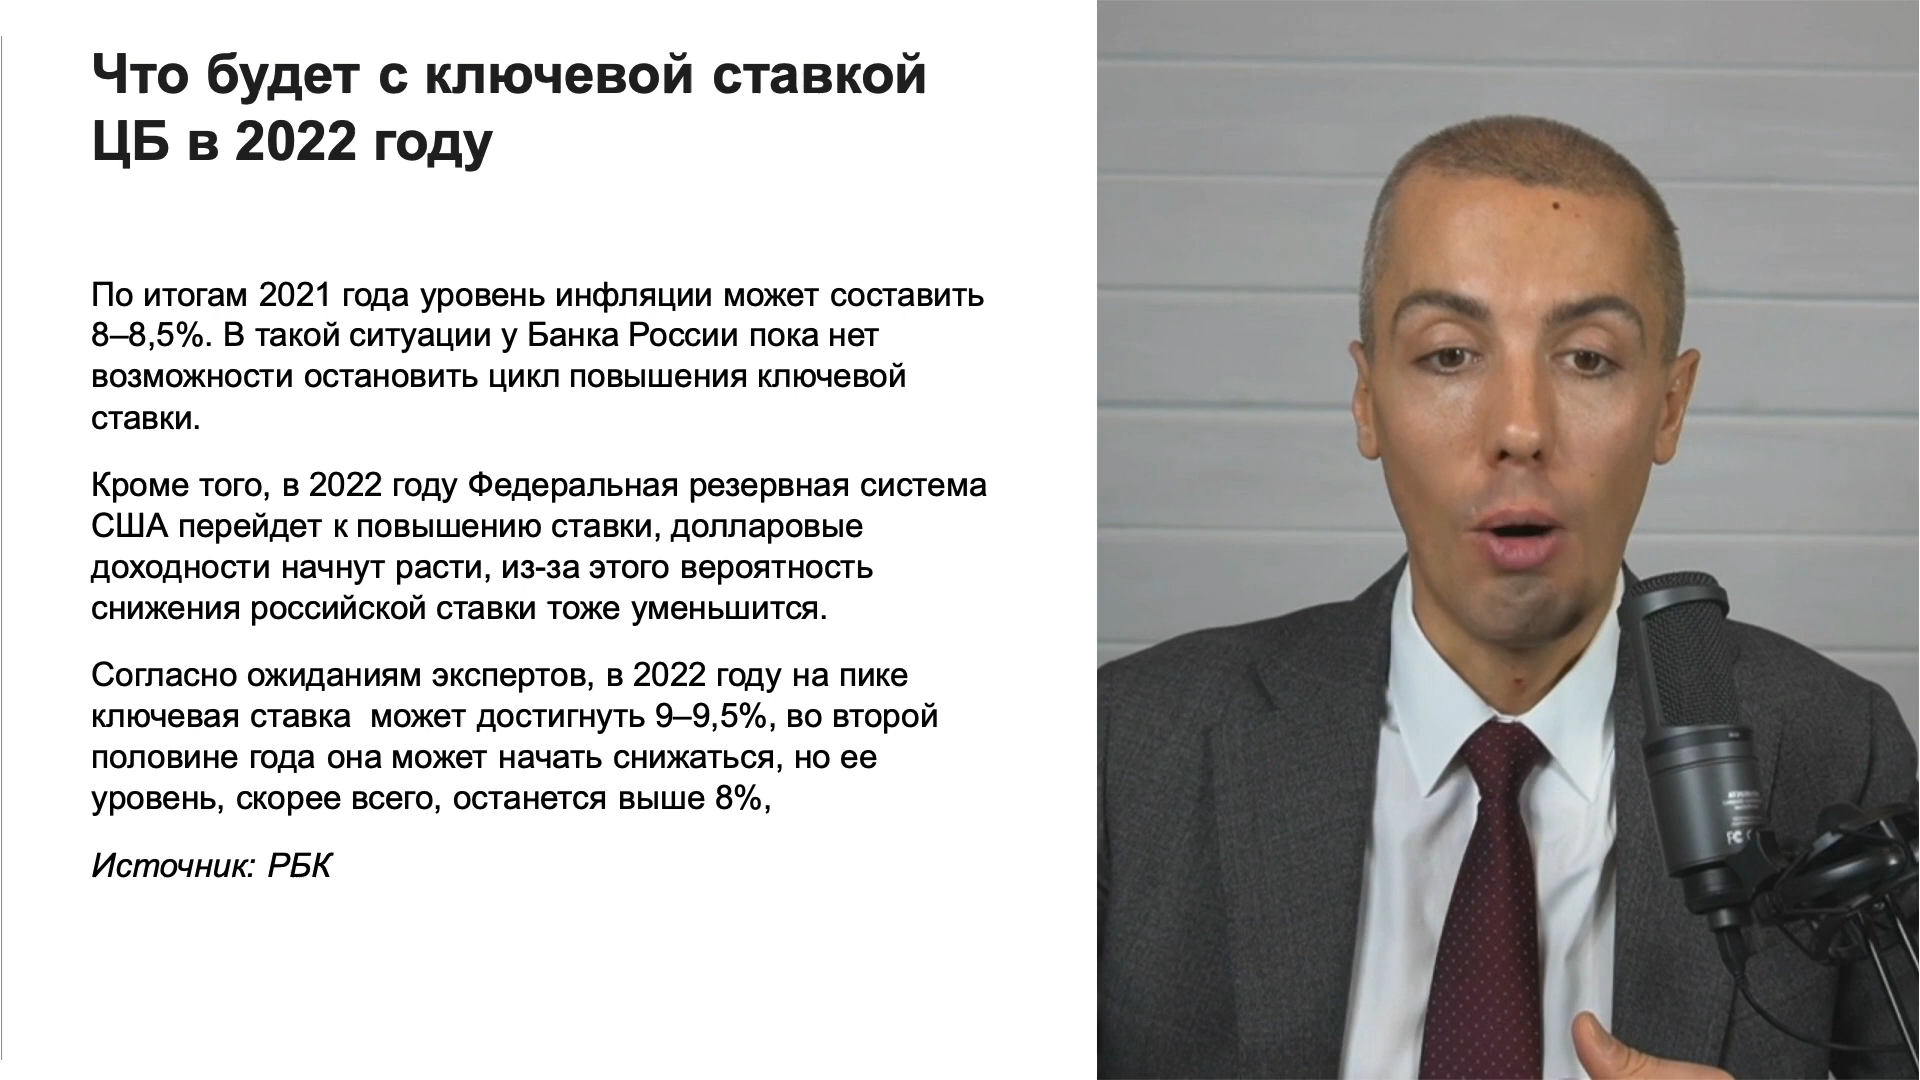 Что будет с ключевой ставкой
ЦБ в 2022 году
По итогам 2021 года уровень инфляции может составить
8–8,5%. В такой ситуации у Банка России пока нет
возможности остановить цикл повышения ключевой
ставки.
Кроме того, в 2022 году Федеральная резервная система
США перейдет к повышению ставки, долларовые
доходности начнут расти, из-за этого вероятность
снижения российской ставки тоже уменьшится.
Согласно ожиданиям экспертов, в 2022 году на пике
ключевая ставка  может достигнуть 9–9,5%, во второй
половине года она может начать снижаться, но ее
уровень, скорее всего, останется выше 8%,
Источник: РБК